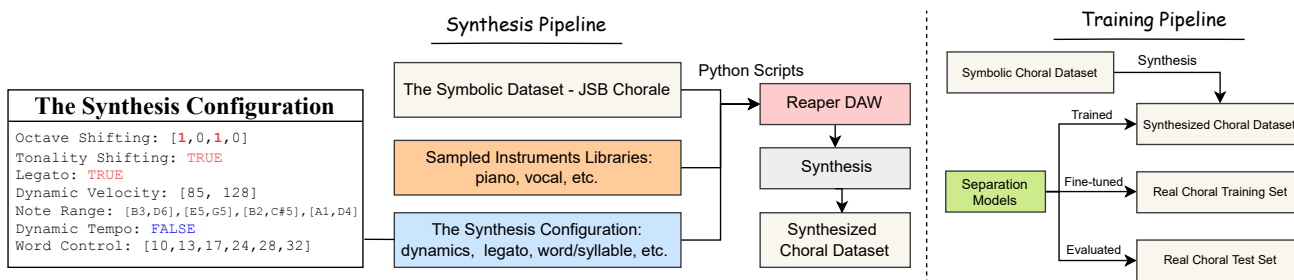 Synthesis Pipeline
The Synthesis Configuration
Octave Shifting: [1,0,1,0]
Tonality Shifting: TRUE
Legato: TRUE
Dynamic Velocity: [85, 128]
Note Range: [B3,D6],[E5,G5],[B2,C#5],[A1,D4]
Dynamic Tempo: FALSE
Word Control: [10,13,17,24,28,32]
The Symbolic Dataset - JSB Chorale
Sampled Instruments Libraries:
piano, vocal, etc.
The Synthesis Configuration:
dynamics, legato, word/syllable, etc.
Python Scripts
Reaper DAW
Synthesis
Synthesized
Choral Dataset
Training Pipeline
Symbolic Choral Dataset
Synthesis
Synthesized Choral Dataset
Trained
Separation
Models
Fine-tuned
Real Choral Training Set
Evaluated
Real Choral Test Set